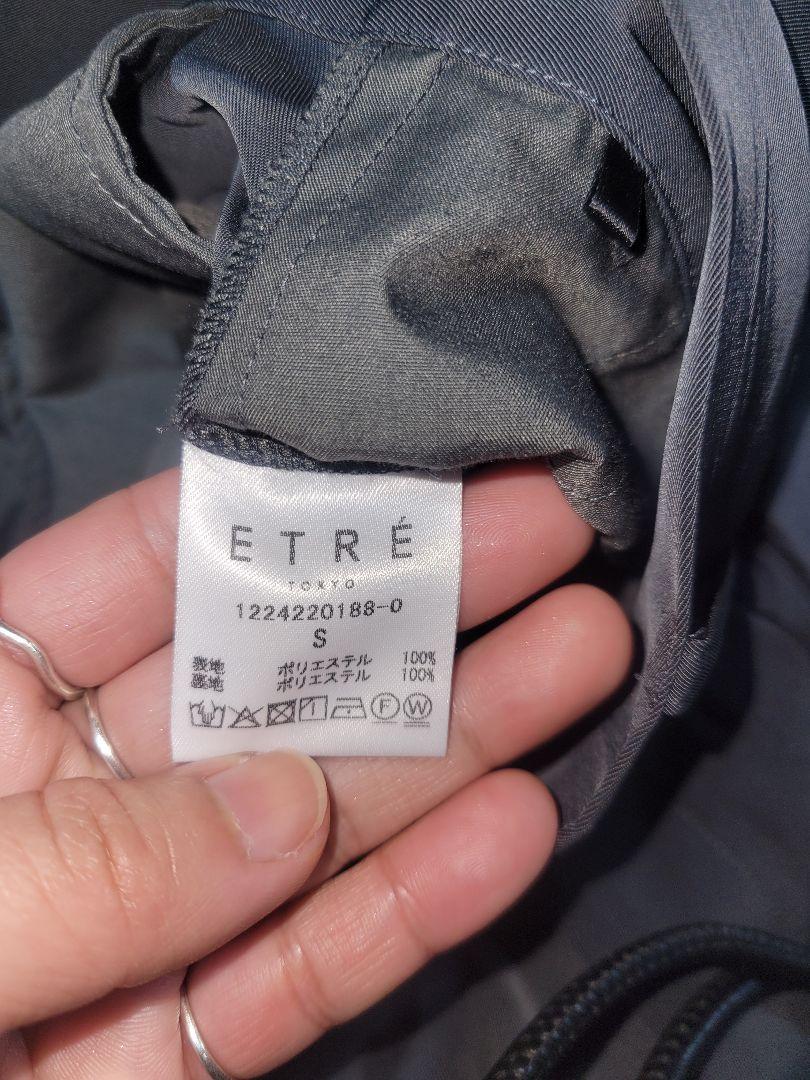 ETRÉ
TOKYO
1224220188-0
S
表地 ポリエステル 100%
裏地 ポリエステル 100%
F W